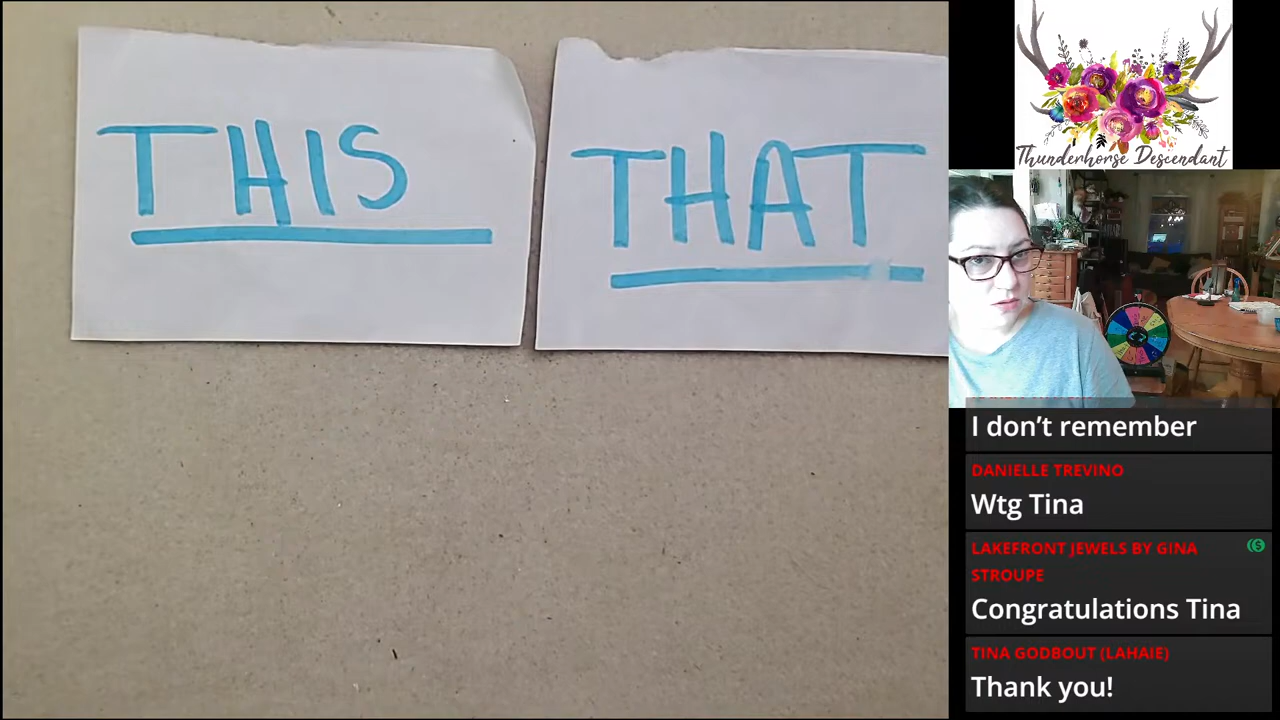 THIS
THAT
Thunderhorse Descendant
I don't remember
DANIELLE TREVINO
Wtg Tina
LAKEFRONT JEWELS BY GINA
STROUPE
Congratulations Tina
TINA GODBOUT (LAHAIE)
Thank you!